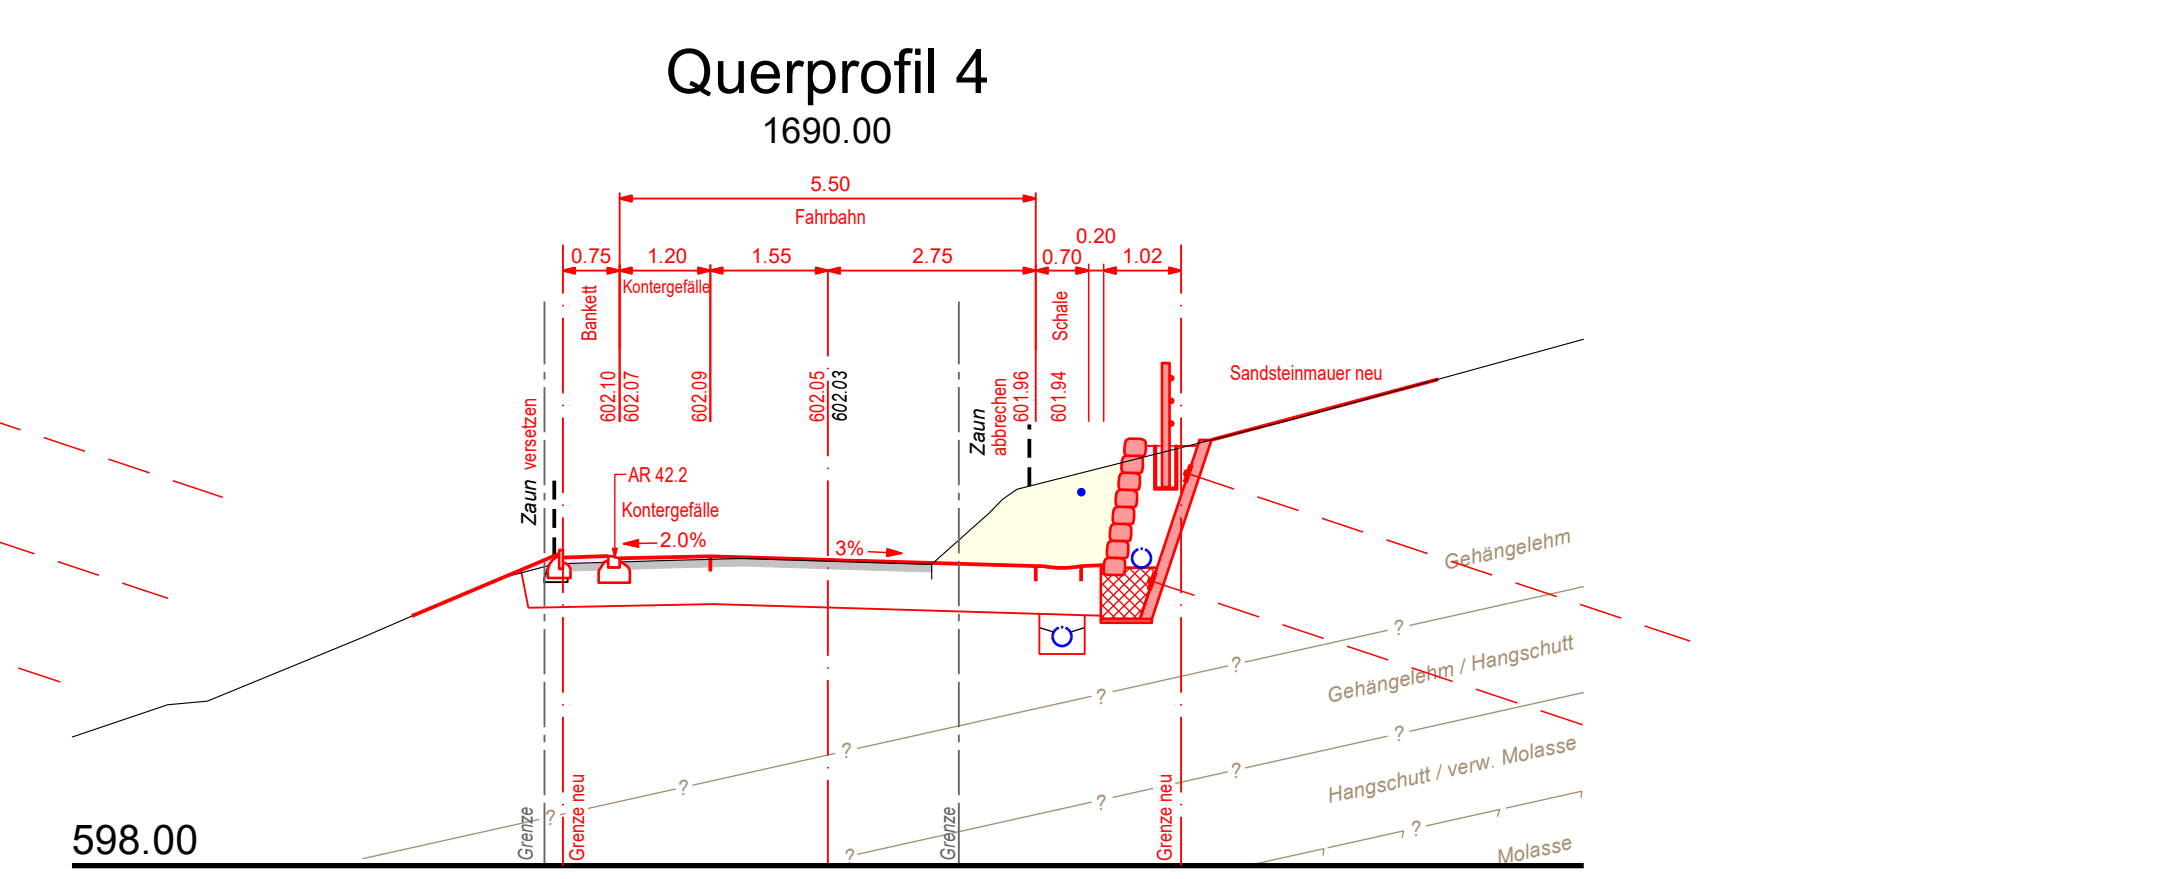 Querprofil 4
1690.00
5.50
Fahrbahn
0.20
0.75
1.20
1.55
2.75
0.70
1.02
Bankett
Kontergefälle
Schale
602.10
602.07
602.09
602.05
602.03
601.96
601.94
Zaun versetzen
Zaun
abbrechen
Sandsteinmauer neu
AR 42.2
Kontergefälle
2.0%
3%
Gehängelehm
?
?
?
?
?
?
Gehängelehm / Hangschutt
?
?
?
?
Hangschutt / verw. Molasse
?
Molasse
Grenze
Grenze neu
Grenze
Grenze neu
598.00